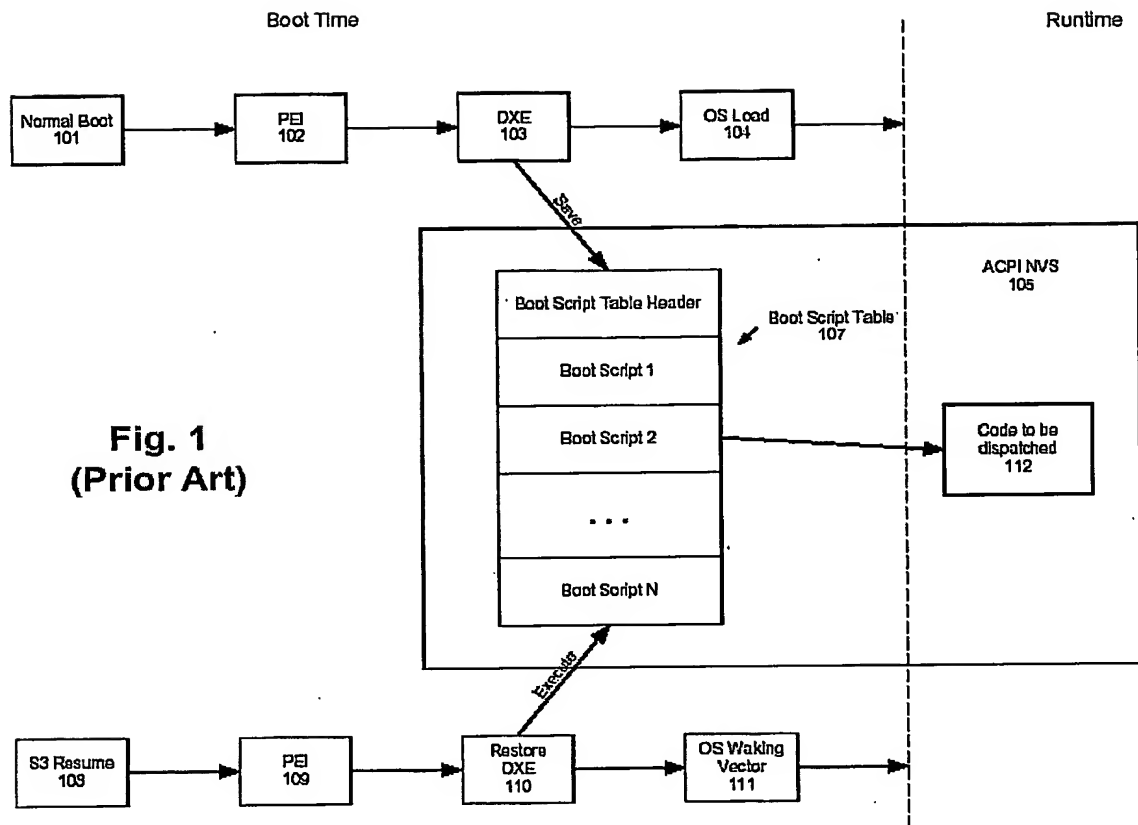 Boot Time
Runtime
Normal Boot
101
PEI
102
DXE
103
OS Load
104
Save
ACPI NVS
105
Boot Script Table Header
Boot Script Table
107
Boot Script 1
Boot Script 2
Code to be
dispatched
112
Fig. 1
(Prior Art)
...
Boot Script N
Execute
S3 Resume
108
PEI
109
Restore
DXE
110
OS Waking
Vector
111